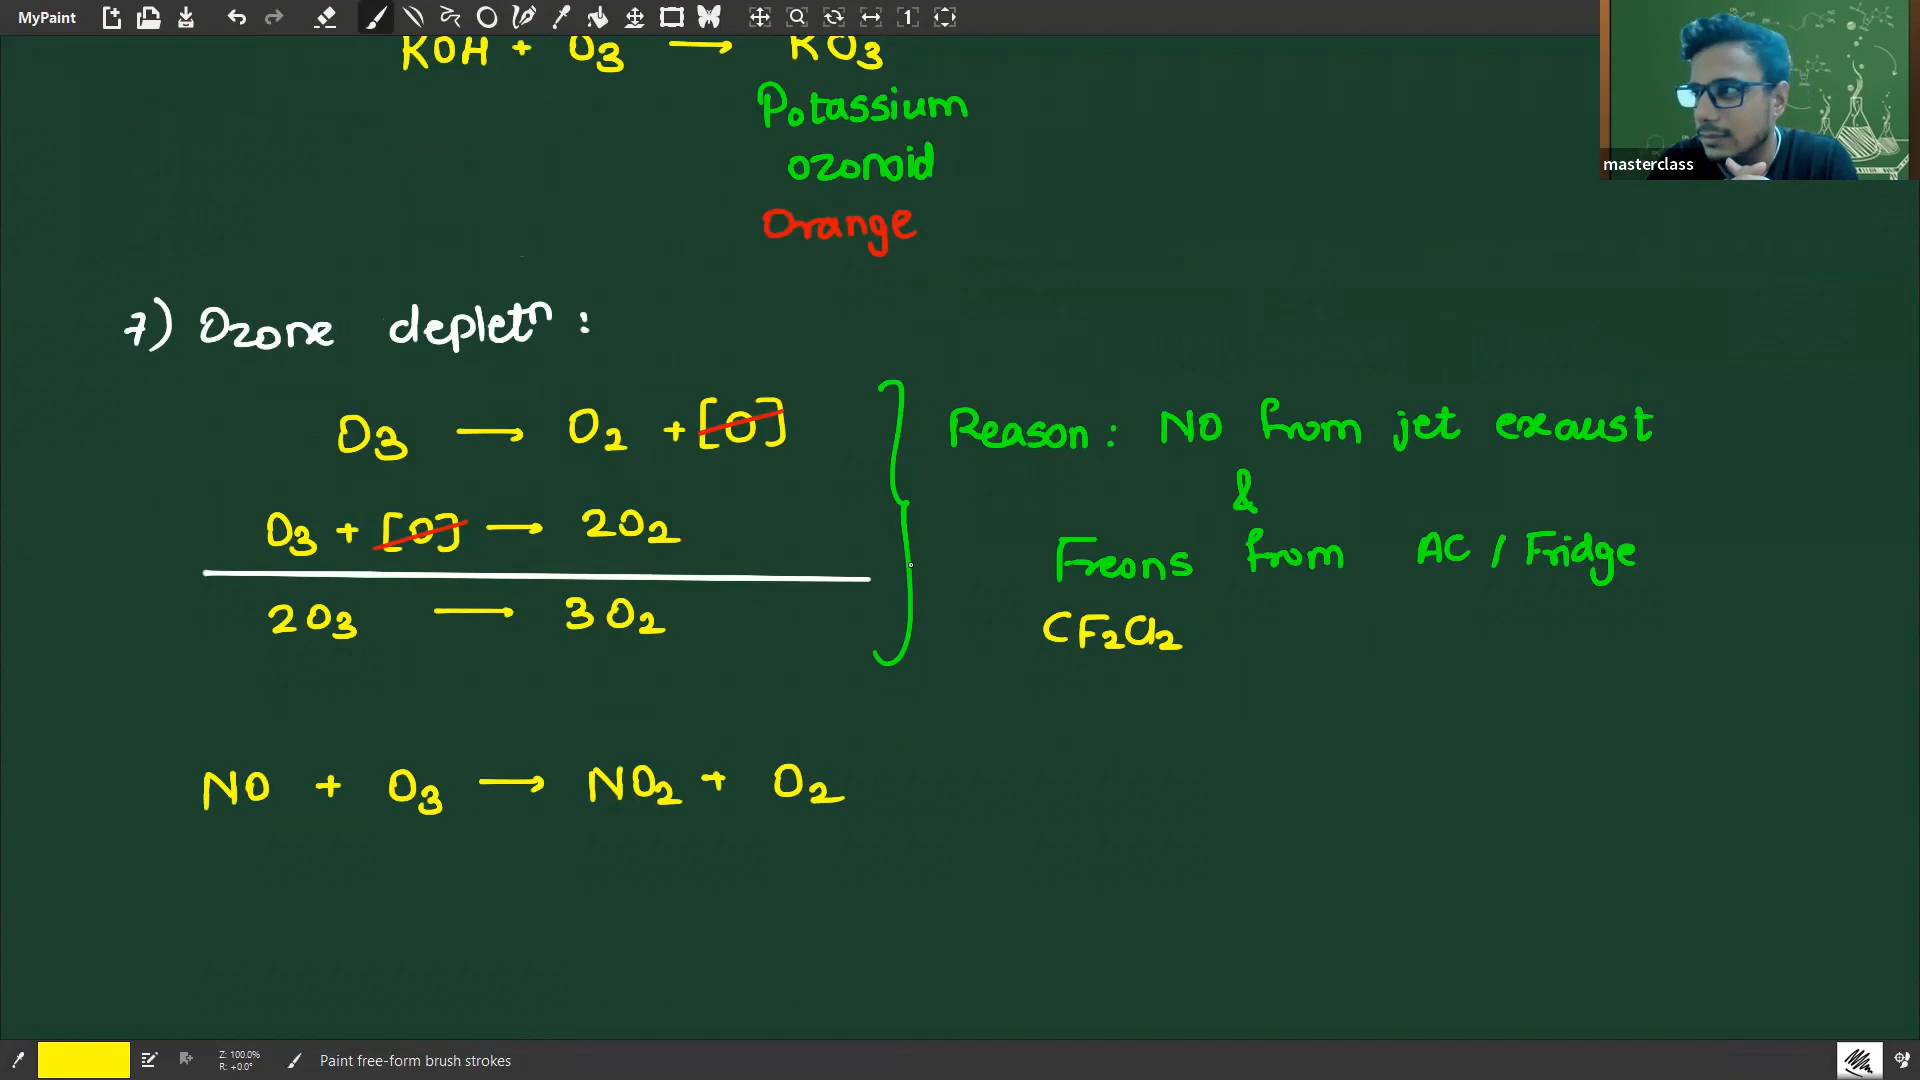 MyPaint
KOH + O3 ⟶ KO3
Potassium
ozonoid
Orange
masterclass
7) Ozone depletⁿ :
O3 ⟶ O2 + [O]
O3 + [O] ⟶ 2O2
2O3 ⟶ 3O2
Reason : NO from jet exaust
&
Freons from AC / Fridge
CF2Cl2
NO + O3 ⟶ NO2 + O2
Z: 100.0%
R: +0.0°
Paint free-form brush strokes